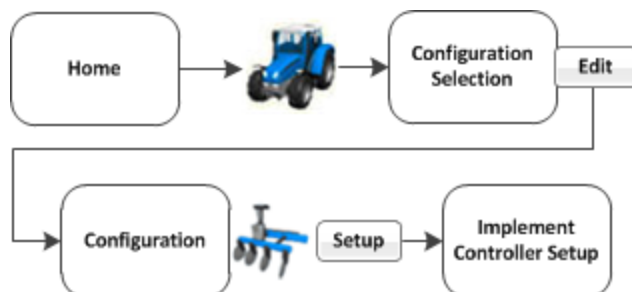 Home
Configuration
Selection
Edit
Configuration
Setup
Implement
Controller Setup